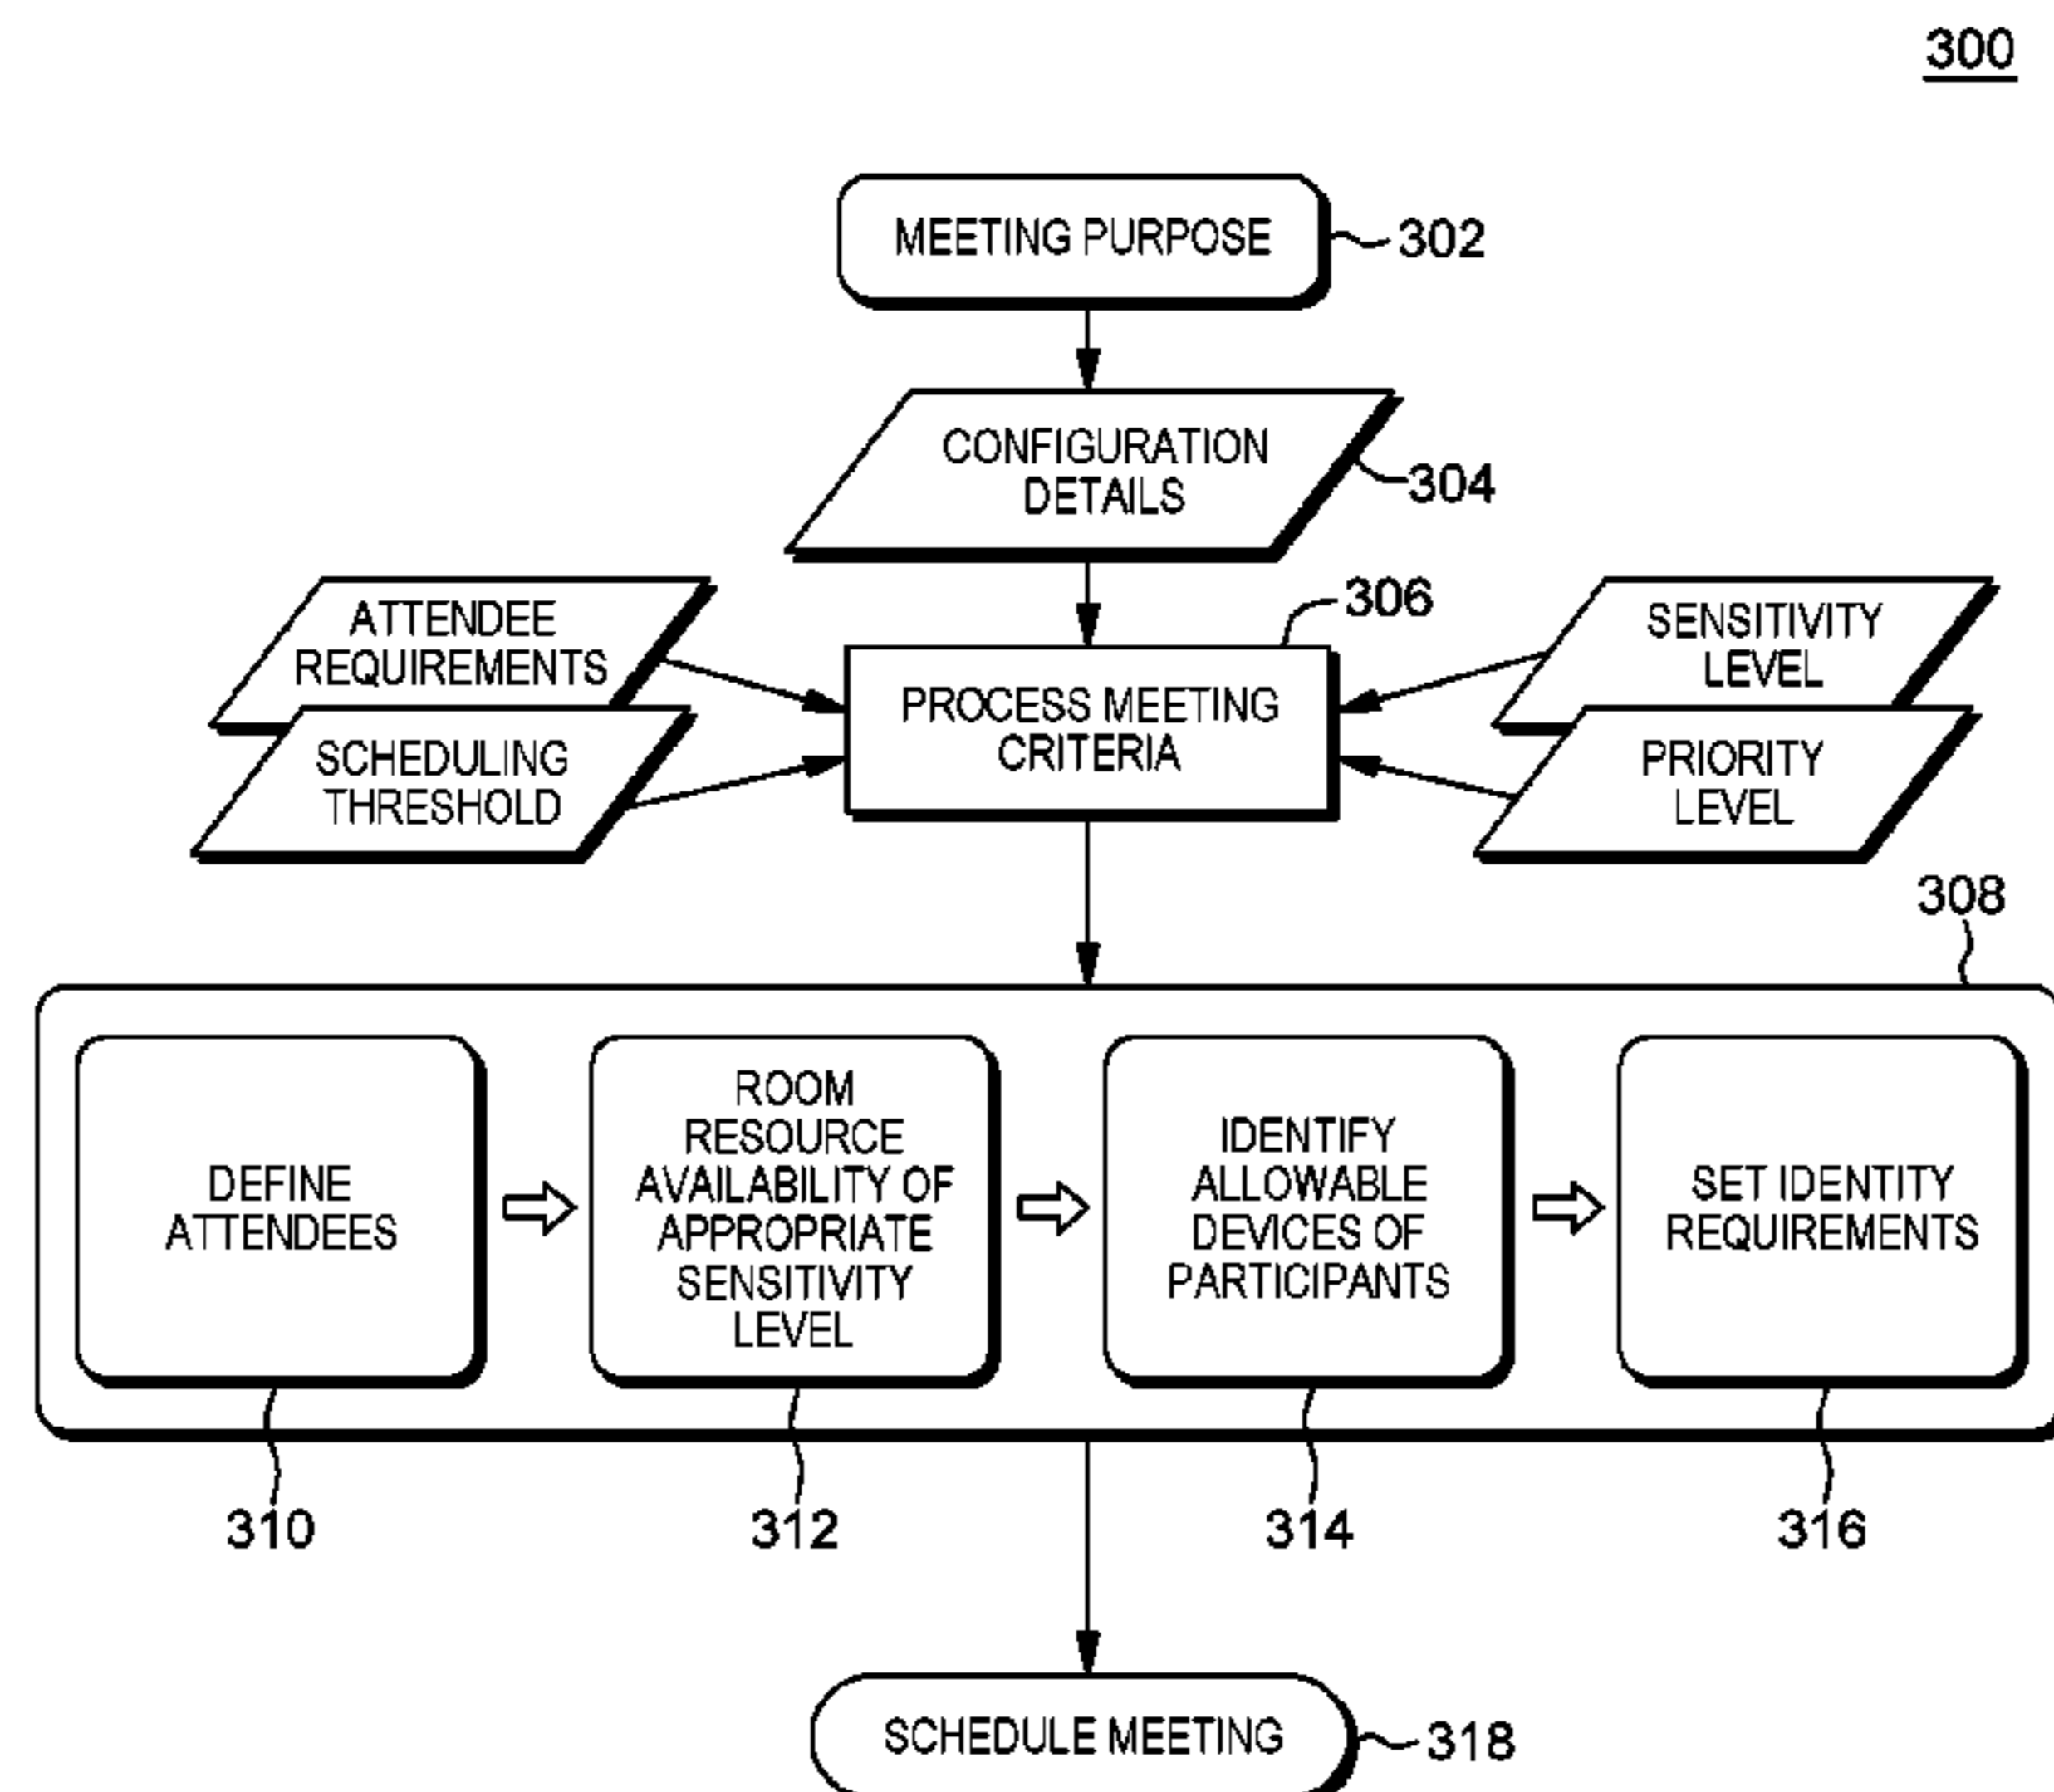 300
MEETING PURPOSE
302
CONFIGURATION
DETAILS
304
ATTENDEE
REQUIREMENTS
SCHEDULING
THRESHOLD
306
PROCESS MEETING
CRITERIA
SENSITIVITY
LEVEL
PRIORITY
LEVEL
308
DEFINE
ATTENDEES
ROOM
RESOURCE
AVAILABILITY OF
APPROPRIATE
SENSITIVITY
LEVEL
IDENTIFY
ALLOWABLE
DEVICES OF
PARTICIPANTS
SET IDENTITY
REQUIREMENTS
310
312
314
316
SCHEDULE MEETING
318